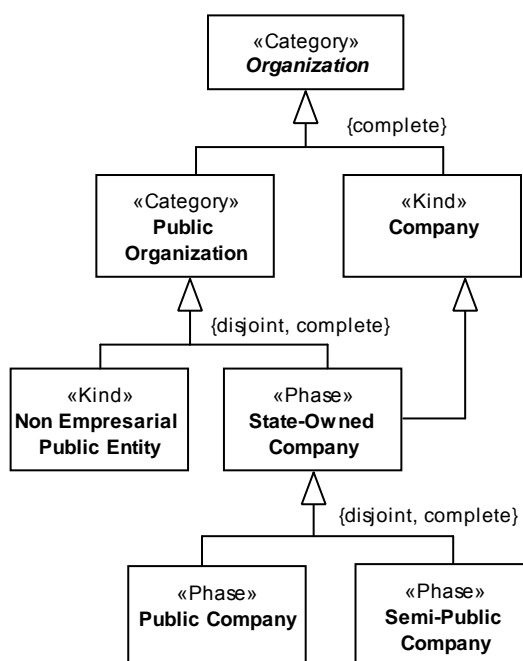 «Category»
Organization
{complete}
«Category»
Public
Organization
«Kind»
Company
{disjoint, complete}
«Kind»
Non Empresarial
Public Entity
«Phase»
State-Owned
Company
{disjoint, complete}
«Phase»
Public Company
«Phase»
Semi-Public
Company